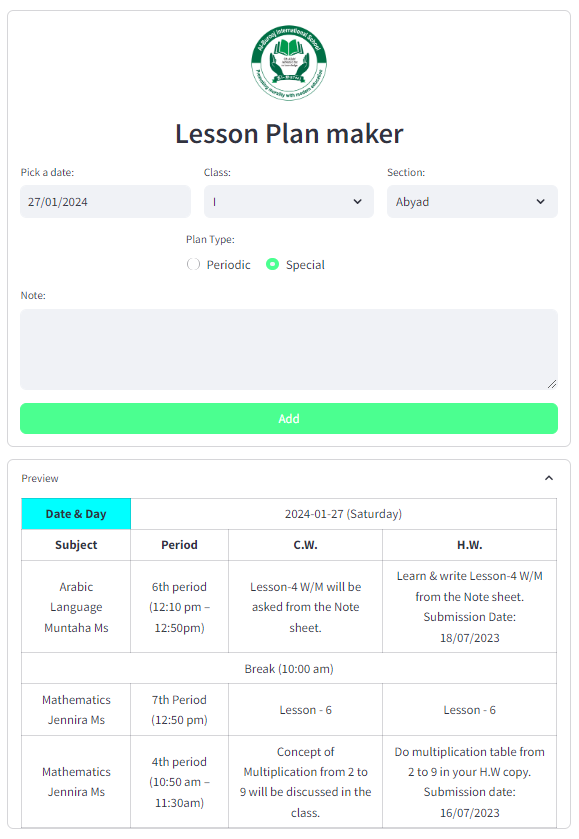 Al-Burooj International School
Promoting morality with modern education
Lesson Plan maker
Pick a date:
Class:
Section:
27/01/2024
I
Abyad
Plan Type:
Periodic
Special
Note:
Add
Preview
Date & Day
2024-01-27 (Saturday)
Subject
Period
C.W.
H.W.
Arabic
Language
Muntaha Ms
6th period
(12:10 pm –
12:50pm)
Lesson-4 W/M will be
asked from the Note
sheet.
Learn & write Lesson-4 W/M
from the Note sheet.
Submission Date:
18/07/2023
Break (10:00 am)
Mathematics
Jennira Ms
7th Period
(12:50 pm)
Lesson - 6
Lesson - 6
Mathematics
Jennira Ms
4th period
(10:50 am –
11:30am)
Concept of
Multiplication from 2 to
9 will be discussed in the
class.
Do multiplication table from
2 to 9 in your H.W copy.
Submission date:
16/07/2023